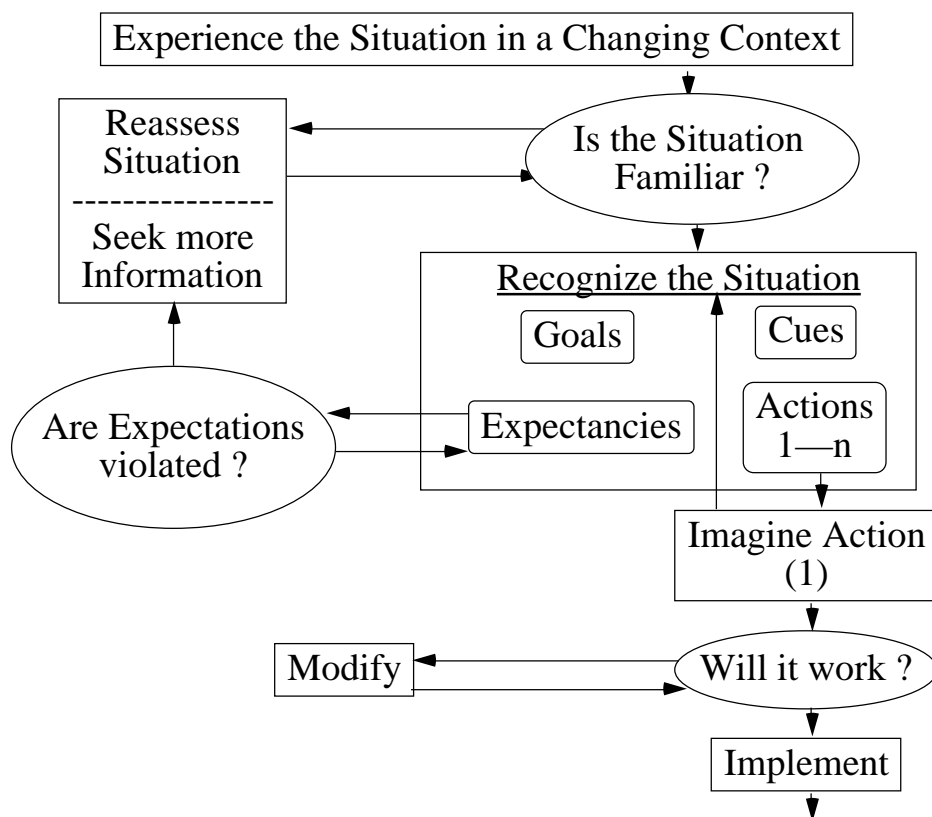 Experience the Situation in a Changing Context
Is the Situation
Familiar ?
Reassess
Situation
---------------
Seek more
Information
Recognize the Situation
Goals
Cues
Expectancies
Actions
1—n
Are Expectations
violated ?
Imagine Action
(1)
Will it work ?
Modify
Implement